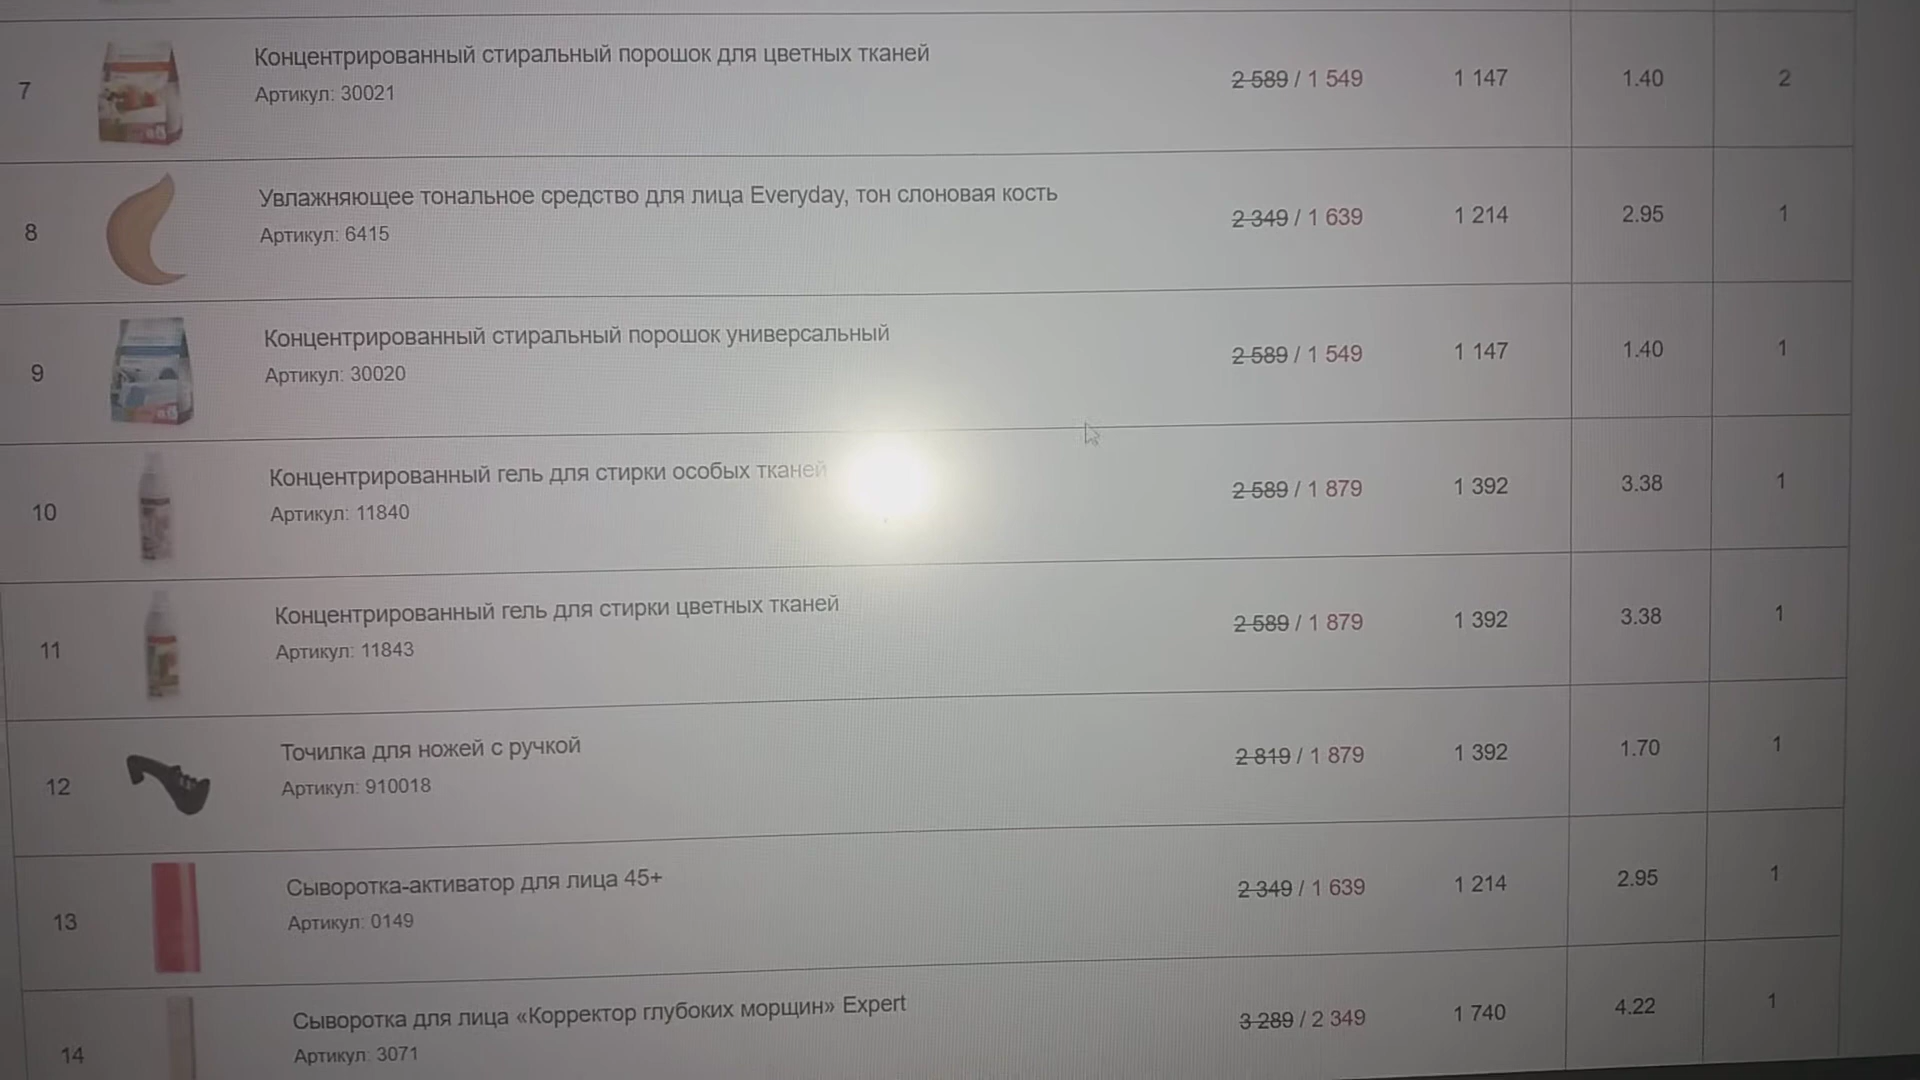 7 Концентрированный стиральный порошок для цветных тканей 2 589 / 1 549 1 147 1.40 2
Артикул: 30021
8 Увлажняющее тональное средство для лица Everyday, тон слоновая кость 2 349 / 1 639 1 214 2.95 1
Артикул: 6415
9 Концентрированный стиральный порошок универсальный 2 589 / 1 549 1 147 1.40 1
Артикул: 30020
10 Концентрированный гель для стирки особых тканей 2 589 / 1 879 1 392 3.38 1
Артикул: 11840
11 Концентрированный гель для стирки цветных тканей 2 589 / 1 879 1 392 3.38 1
Артикул: 11843
12 Точилка для ножей с ручкой 2 819 / 1 879 1 392 1.70 1
Артикул: 910018
13 Сыворотка-активатор для лица 45+ 2 349 / 1 639 1 214 2.95 1
Артикул: 0149
14 Сыворотка для лица «Корректор глубоких морщин» Expert 3 289 / 2 349 1 740 4.22 1
Артикул: 3071